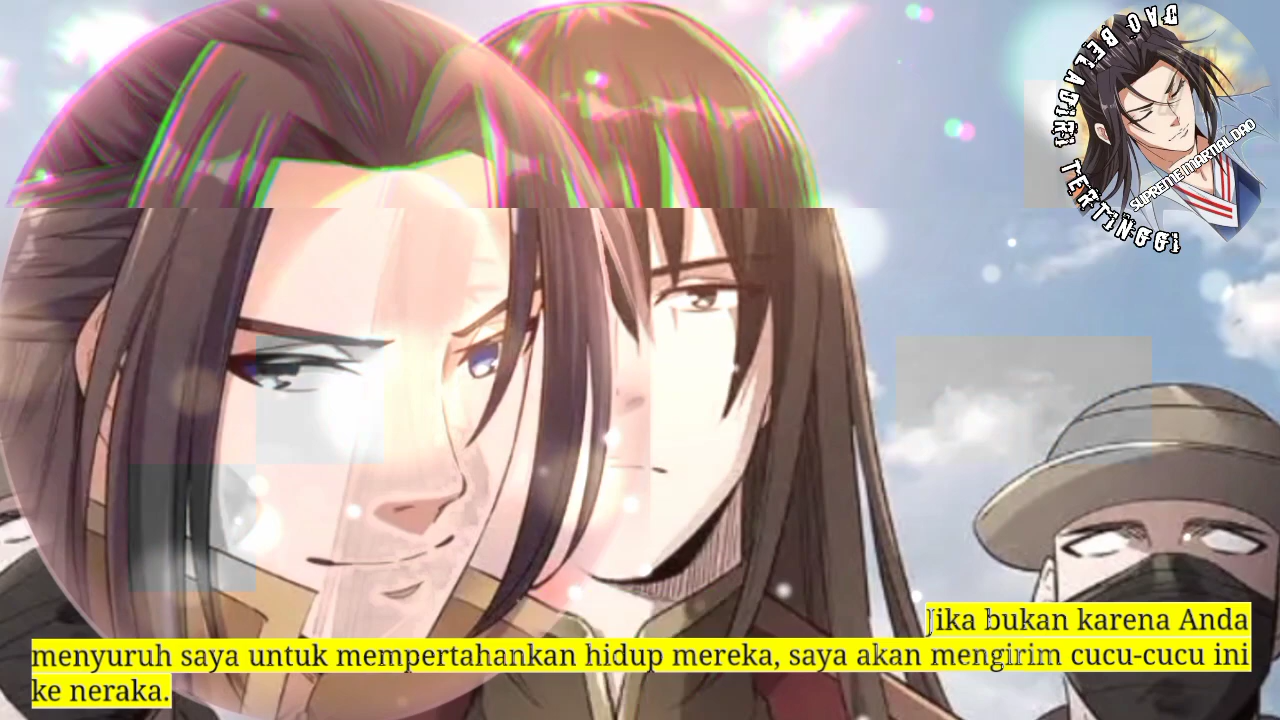 DAO BELADIRI TERTINGGI
SUPREME MARTIAL DAO
Jika bukan karena Anda
menyuruh saya untuk mempertahankan hidup mereka, saya akan mengirim cucu-cucu ini
ke neraka.